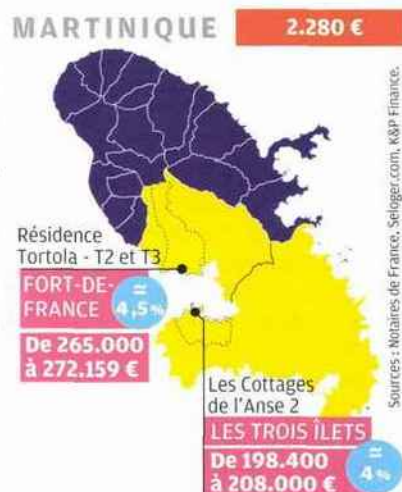 MARTINIQUE
2.280 €
Résidence
Tortola - T2 et T3
FORT-DE-
FRANCE
≃
4,5 %
De 265.000
à 272.159 €
Les Cottages
de l'Anse 2
LES TROIS ÎLETS
De 198.400
à 208.000 €
≃
4 %
Sources : Notaires de France, Seloger.com, K&P Finance.